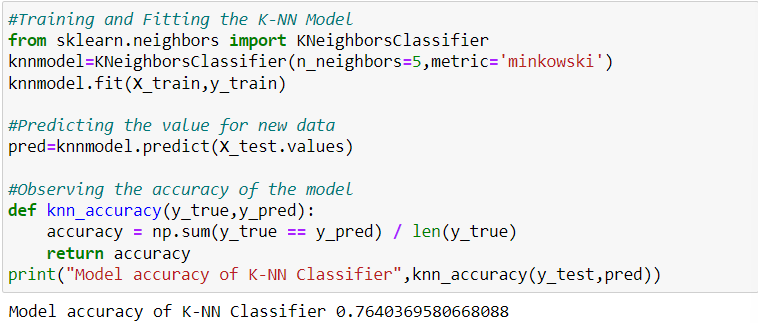 #Training and Fitting the K-NN Model
from sklearn.neighbors import KNeighborsClassifier
knnmodel=KNeighborsClassifier(n_neighbors=5,metric='minkowski')
knnmodel.fit(X_train,y_train)
#Predicting the value for new data
pred=knnmodel.predict(X_test.values)
#Observing the accuracy of the model
def knn_accuracy(y_true,y_pred):
    accuracy = np.sum(y_true == y_pred) / len(y_true)
    return accuracy
print("Model accuracy of K-NN Classifier",knn_accuracy(y_test,pred))
Model accuracy of K-NN Classifier 0.7640369580668088